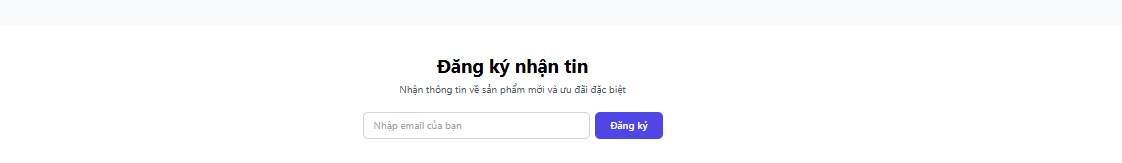 Đăng ký nhận tin
Nhận thông tin về sản phẩm mới và ưu đãi đặc biệt
Nhập email của bạn
Đăng ký